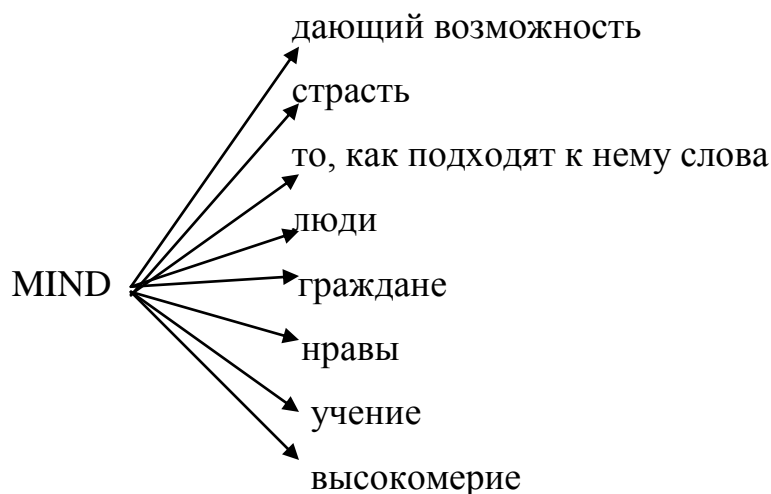 дающий возможность
страсть
то, как подходят к нему слова
люди
MIND
граждане
нравы
учение
высокомерие